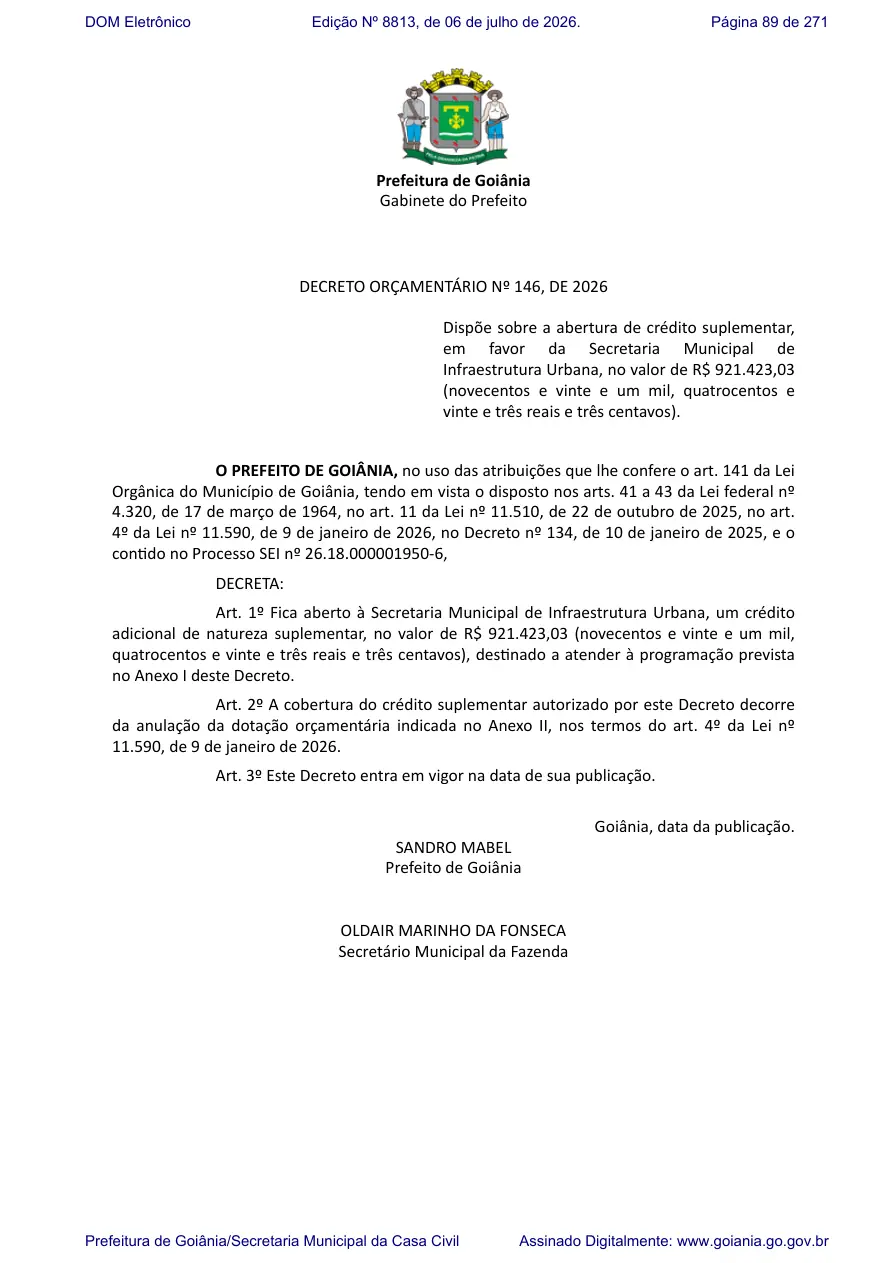 DOM Eletrônico Edição Nº 8813, de 06 de julho de 2026. Página 89 de 271
PELA GRANDEZA DA PÁTRIA
Prefeitura de Goiânia
Gabinete do Prefeito
DECRETO ORÇAMENTÁRIO Nº 146, DE 2026
Dispõe sobre a abertura de crédito suplementar,
em favor da Secretaria Municipal de
Infraestrutura Urbana, no valor de R$ 921.423,03
(novecentos e vinte e um mil, quatrocentos e
vinte e três reais e três centavos).
O PREFEITO DE GOIÂNIA, no uso das atribuições que lhe confere o art. 141 da Lei
Orgânica do Município de Goiânia, tendo em vista o disposto nos arts. 41 a 43 da Lei federal nº
4.320, de 17 de março de 1964, no art. 11 da Lei nº 11.510, de 22 de outubro de 2025, no art.
4º da Lei nº 11.590, de 9 de janeiro de 2026, no Decreto nº 134, de 10 de janeiro de 2025, e o
contido no Processo SEI nº 26.18.000001950-6,
DECRETA:
Art. 1º Fica aberto à Secretaria Municipal de Infraestrutura Urbana, um crédito
adicional de natureza suplementar, no valor de R$ 921.423,03 (novecentos e vinte e um mil,
quatrocentos e vinte e três reais e três centavos), destinado a atender à programação prevista
no Anexo I deste Decreto.
Art. 2º A cobertura do crédito suplementar autorizado por este Decreto decorre
da anulação da dotação orçamentária indicada no Anexo II, nos termos do art. 4º da Lei nº
11.590, de 9 de janeiro de 2026.
Art. 3º Este Decreto entra em vigor na data de sua publicação.
Goiânia, data da publicação.
SANDRO MABEL
Prefeito de Goiânia
OLDAIR MARINHO DA FONSECA
Secretário Municipal da Fazenda
Prefeitura de Goiânia/Secretaria Municipal da Casa Civil Assinado Digitalmente: www.goiania.go.gov.br